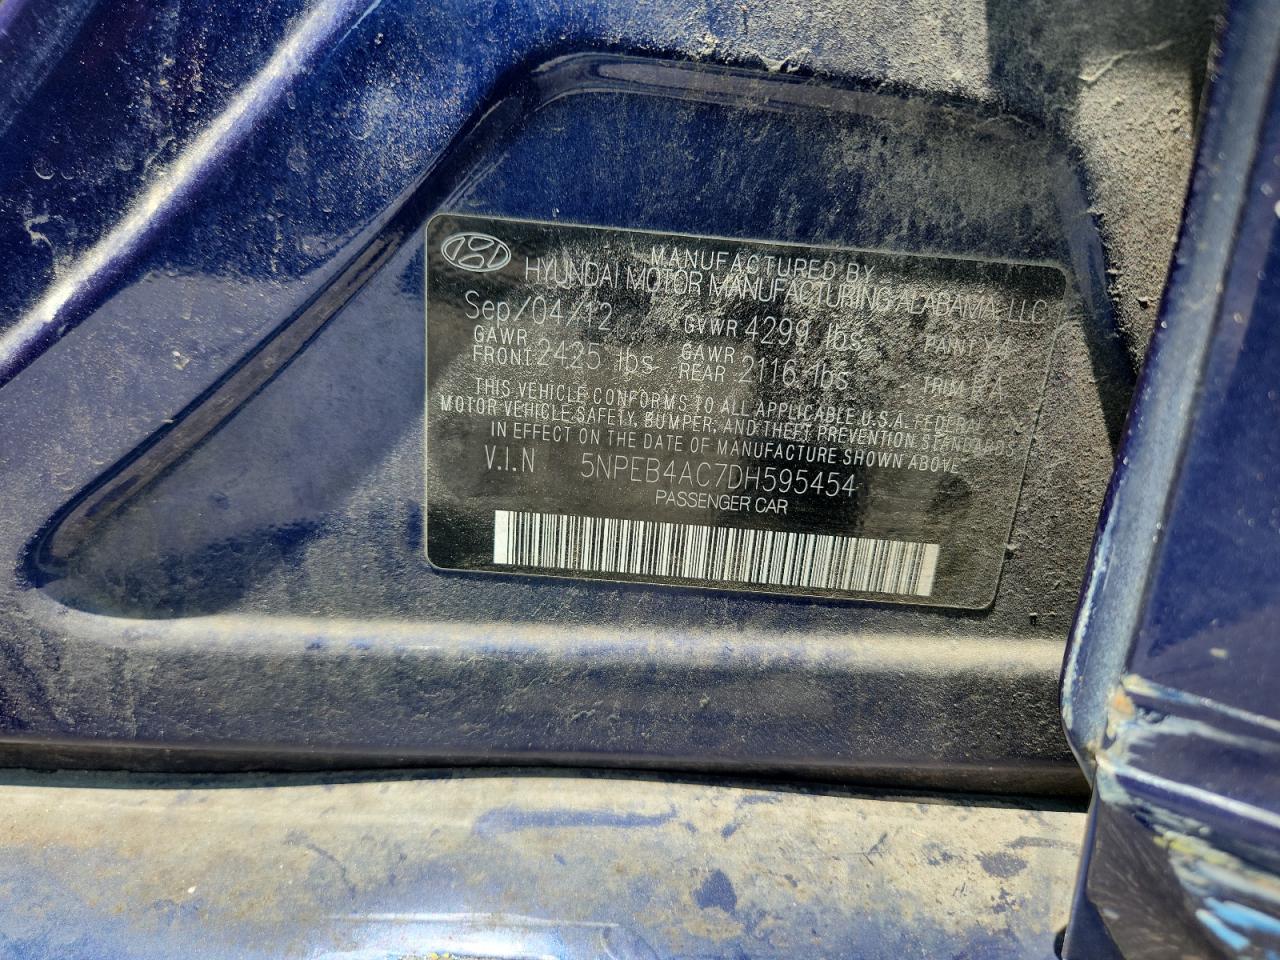 MANUFACTURED BY
HYUNDAI MOTOR MANUFACTURING ALABAMA, LLC
Sep/04/12 GVWR 4299 lbs PAINT
GAWR FRONT 2425 lbs GAWR REAR 2116 lbs TRIM
THIS VEHICLE CONFORMS TO ALL APPLICABLE U.S.A. FEDERAL
MOTOR VEHICLE SAFETY, BUMPER, AND THEFT PREVENTION STANDARDS
IN EFFECT ON THE DATE OF MANUFACTURE SHOWN ABOVE
V.I.N 5NPEB4AC7DH595454
PASSENGER CAR